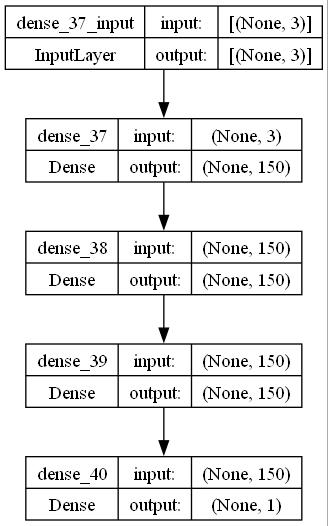 dense_37_input input: [(None, 3)]
InputLayer output: [(None, 3)]
dense_37 input: (None, 3)
Dense output: (None, 150)
dense_38 input: (None, 150)
Dense output: (None, 150)
dense_39 input: (None, 150)
Dense output: (None, 150)
dense_40 input: (None, 150)
Dense output: (None, 1)